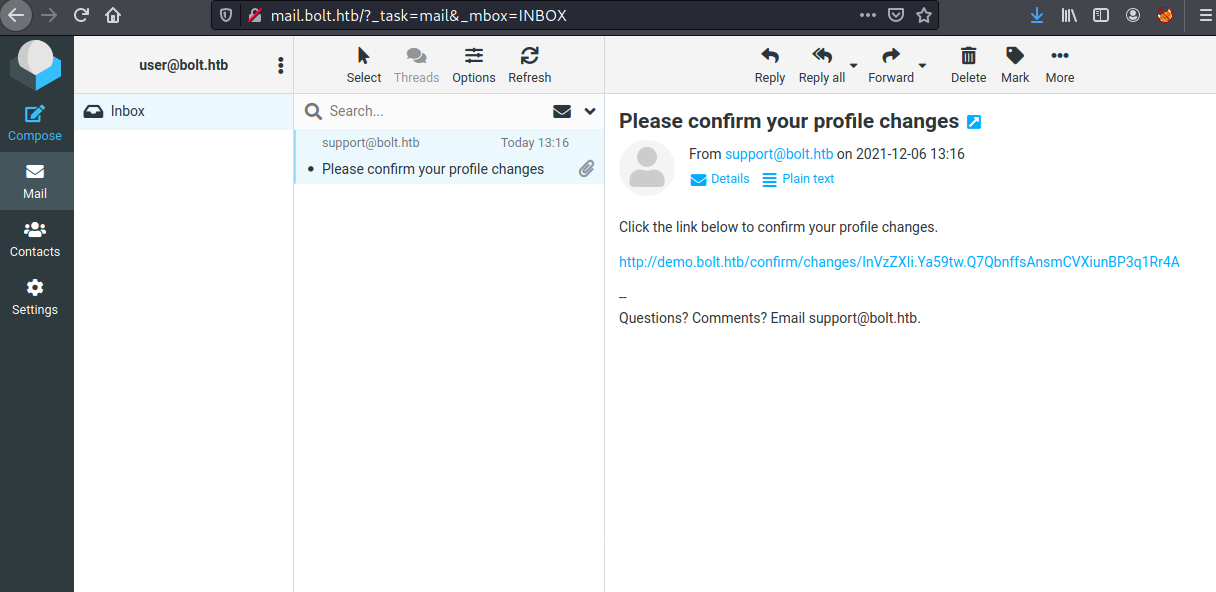 mail.bolt.htb/?_task=mail&_mbox=INBOX
user@bolt.htb
Select
Threads
Options
Refresh
Reply
Reply all
Forward
Delete
Mark
More
Compose
Mail
Contacts
Settings
Inbox
Search...
support@bolt.htb Today 13:16
• Please confirm your profile changes
Please confirm your profile changes
From support@bolt.htb on 2021-12-06 13:16
Details Plain text
Click the link below to confirm your profile changes.
http://demo.bolt.htb/confirm/changes/InVzZXIi.Ya59tw.Q7QbnffsAnsmCVXiunBP3q1Rr4A
--
Questions? Comments? Email support@bolt.htb.